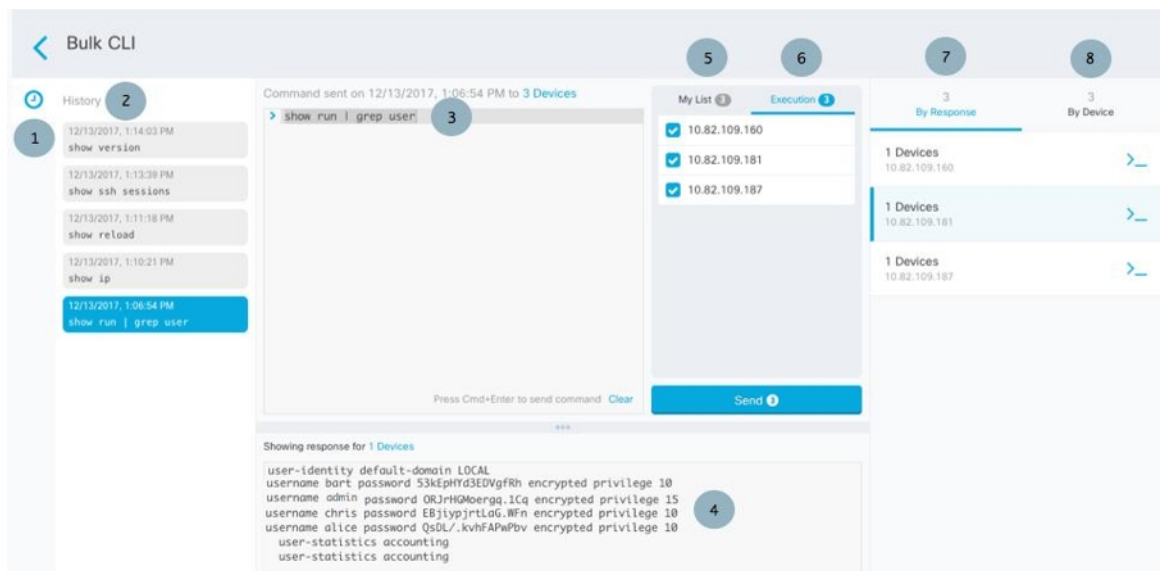 Bulk CLI
5
6
7
8
1
History
2
12/13/2017, 1:14:03 PM
show version
12/13/2017, 1:13:39 PM
show ssh sessions
12/13/2017, 1:11:18 PM
show reload
12/13/2017, 1:10:21 PM
show ip
12/13/2017, 1:06:54 PM
show run | grep user
Command sent on 12/13/2017, 1:06:54 PM to 3 Devices
> show run | grep user
3
Press Cmd+Enter to send command Clear
My List 3
Execution 3
10.82.109.160
10.82.109.181
10.82.109.187
Send 3
3
By Response
3
By Device
1 Devices
10.82.109.160
>_
1 Devices
10.82.109.181
>_
1 Devices
10.82.109.187
>_
Showing response for 1 Devices
user-identity default-domain LOCAL
username bart password 53kEpHYd3EDVgfRh encrypted privilege 10
username admin password ORJrHGMoergq.1Cq encrypted privilege 15
username chris password EBjiypjrtLaG.WFn encrypted privilege 10
username alice password QsDL/.kvhFAPwPbv encrypted privilege 10
user-statistics accounting
user-statistics accounting
4